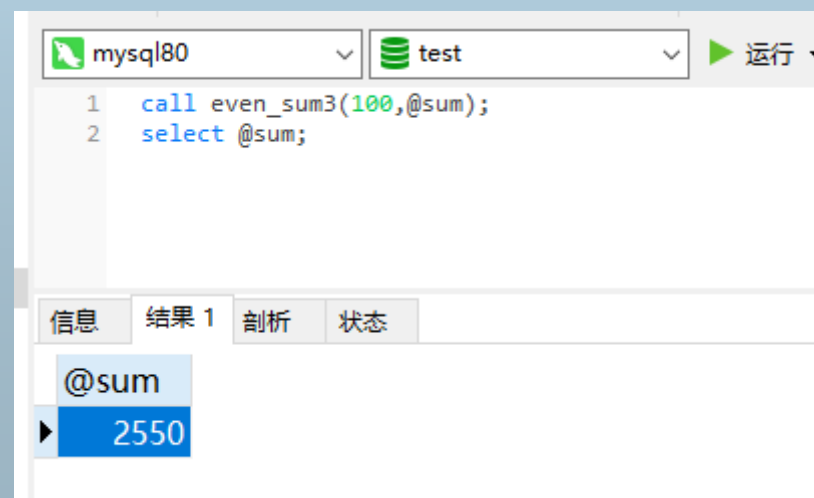 mysql80 test 运行
1 call even_sum3(100,@sum);
2 select @sum;
信息 结果 1 剖析 状态
@sum
2550